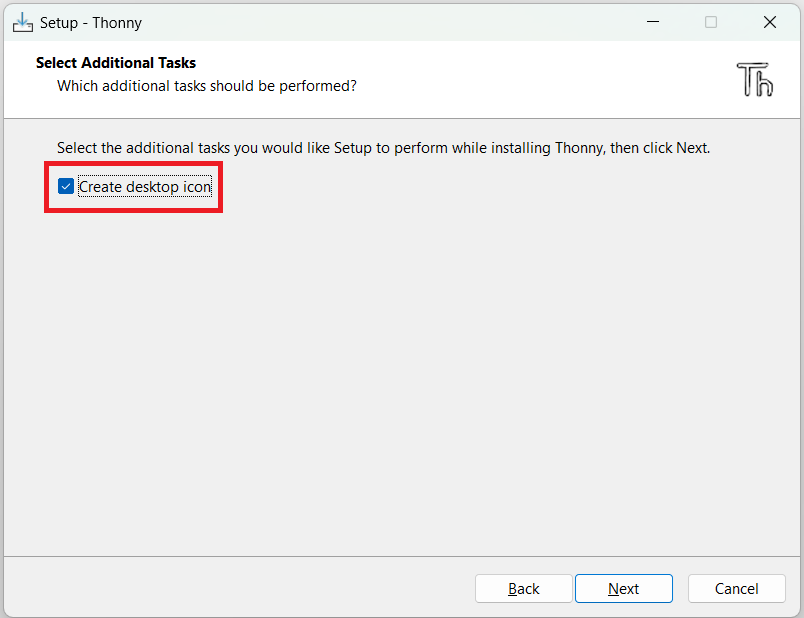 Setup - Thonny
Select Additional Tasks
Which additional tasks should be performed?
Th
Select the additional tasks you would like Setup to perform while installing Thonny, then click Next.
Create desktop icon
Back Next Cancel